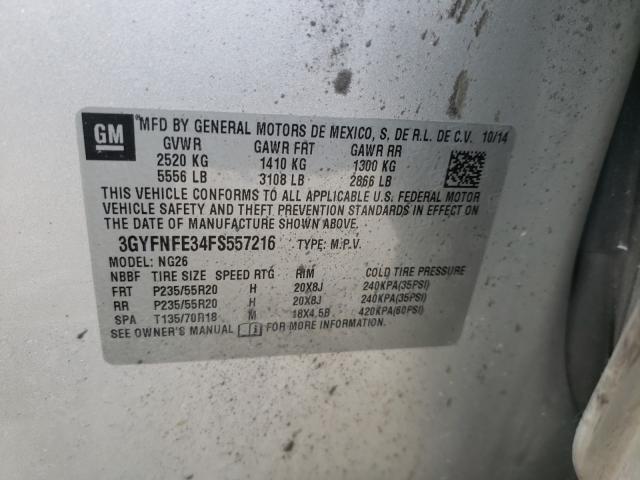 GM MFD BY GENERAL MOTORS DE MEXICO, S. DE R.L. DE C.V. 10/14
GVWR GAWR FRT GAWR RR
2520 KG 1410 KG 1300 KG
5556 LB 3108 LB 2866 LB
THIS VEHICLE CONFORMS TO ALL APPLICABLE U.S. FEDERAL MOTOR
VEHICLE SAFETY AND THEFT PREVENTION STANDARDS IN EFFECT ON
THE DATE OF MANUFACTURE SHOWN ABOVE.
3GYFNFE34FS557216 TYPE: M.P.V.
MODEL: NG26
NBBF TIRE SIZE SPEED RTG RIM COLD TIRE PRESSURE
FRT P235/55R20 H 20X8J 240KPA(35PSI)
RR P235/55R20 H 20X8J 240KPA(35PSI)
SPA T135/70R18 M 18X4.5B 420KPA(60PSI)
SEE OWNER'S MANUAL FOR MORE INFORMATION.